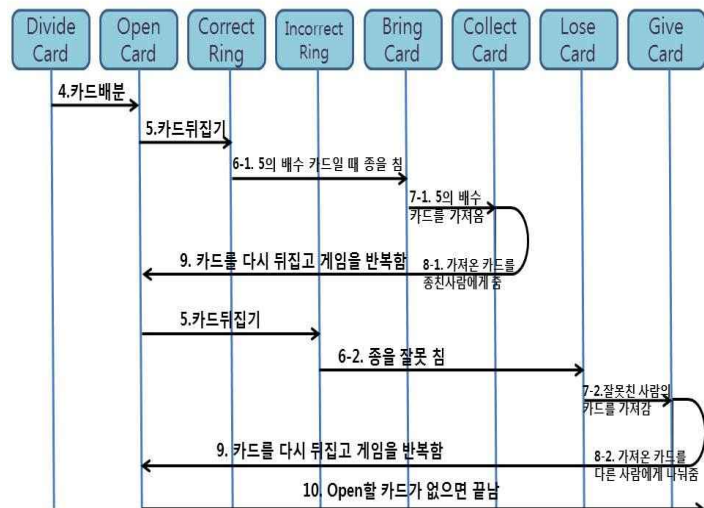 Divide Card
Open Card
Correct Ring
Incorrect Ring
Bring Card
Collect Card
Lose Card
Give Card
4.카드배분
5.카드뒤집기
6-1. 5의 배수 카드일 때 종을 침
7-1. 5의 배수
카드를 가져옴
9. 카드를 다시 뒤집고 게임을 반복함
8-1. 가져온 카드를
종친사람에게 줌
5.카드뒤집기
6-2. 종을 잘못 침
7-2.잘못친 사람의
카드를 가져감
9. 카드를 다시 뒤집고 게임을 반복함
8-2. 가져온 카드를
다른 사람에게 나눠줌
10. Open할 카드가 없으면 끝남